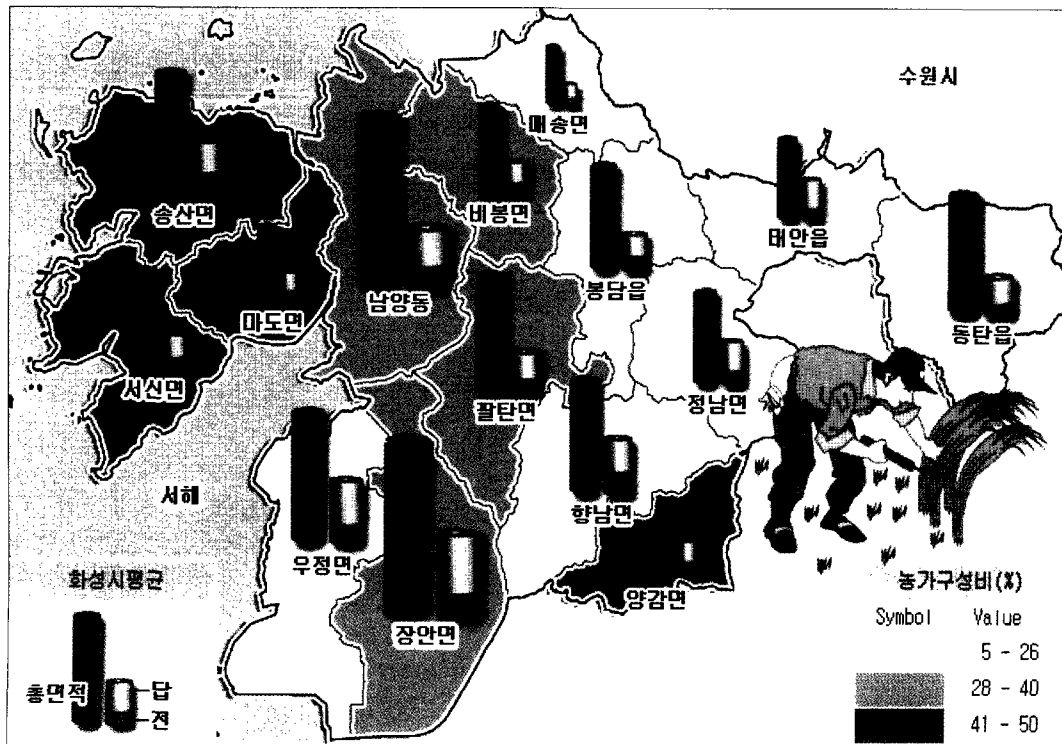 수원시
매송면
송산면
비봉면
태안읍
남양동
봉담읍
마도면
동탄읍
서신면
팔탄면
정남면
서해
향남면
우정면
화성시평균
양감면
농가구성비(%)
Symbol Value
장안면
5 - 26
총면적
답
28 - 40
전
41 - 50